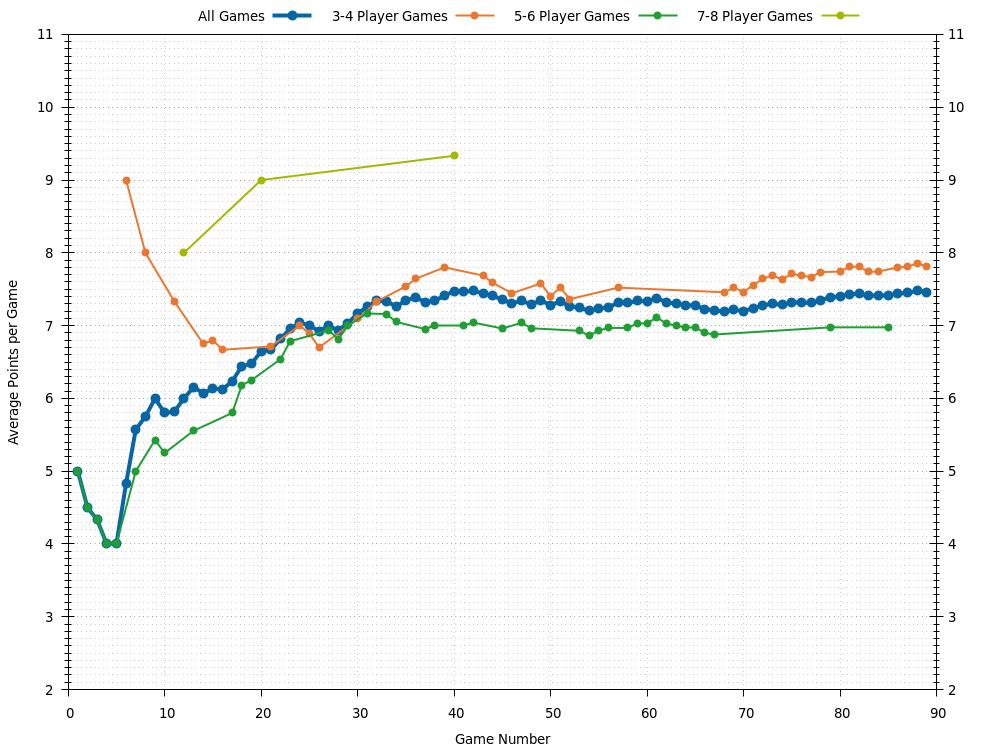 All Games 3-4 Player Games 5-6 Player Games 7-8 Player Games
11 11
10 10
9 9
8 8
7 7
6 6
5 5
4 4
3 3
2 2
Average Points per Game
0 10 20 30 40 50 60 70 80 90
Game Number